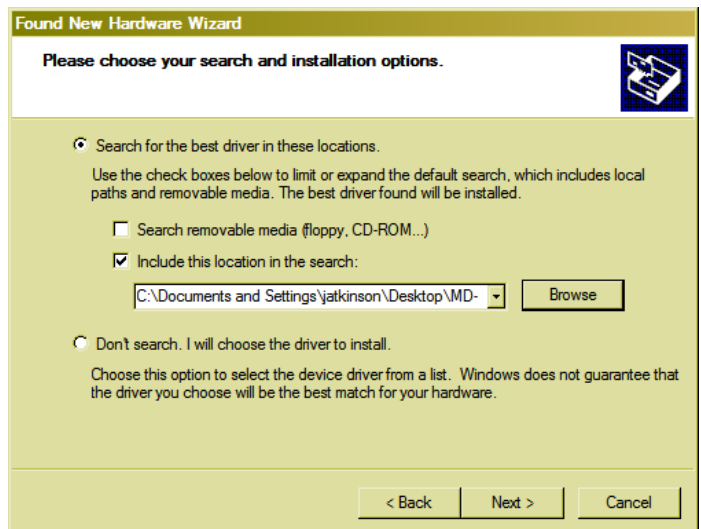 Found New Hardware Wizard
Please choose your search and installation options.
Search for the best driver in these locations.
Use the check boxes below to limit or expand the default search, which includes local
paths and removable media. The best driver found will be installed.
Search removable media (floppy, CD-ROM...)
Include this location in the search:
C:\Documents and Settings\jatkinson\Desktop\MD-
Browse
Don't search. I will choose the driver to install.
Choose this option to select the device driver from a list. Windows does not guarantee that
the driver you choose will be the best match for your hardware.
< Back
Next >
Cancel